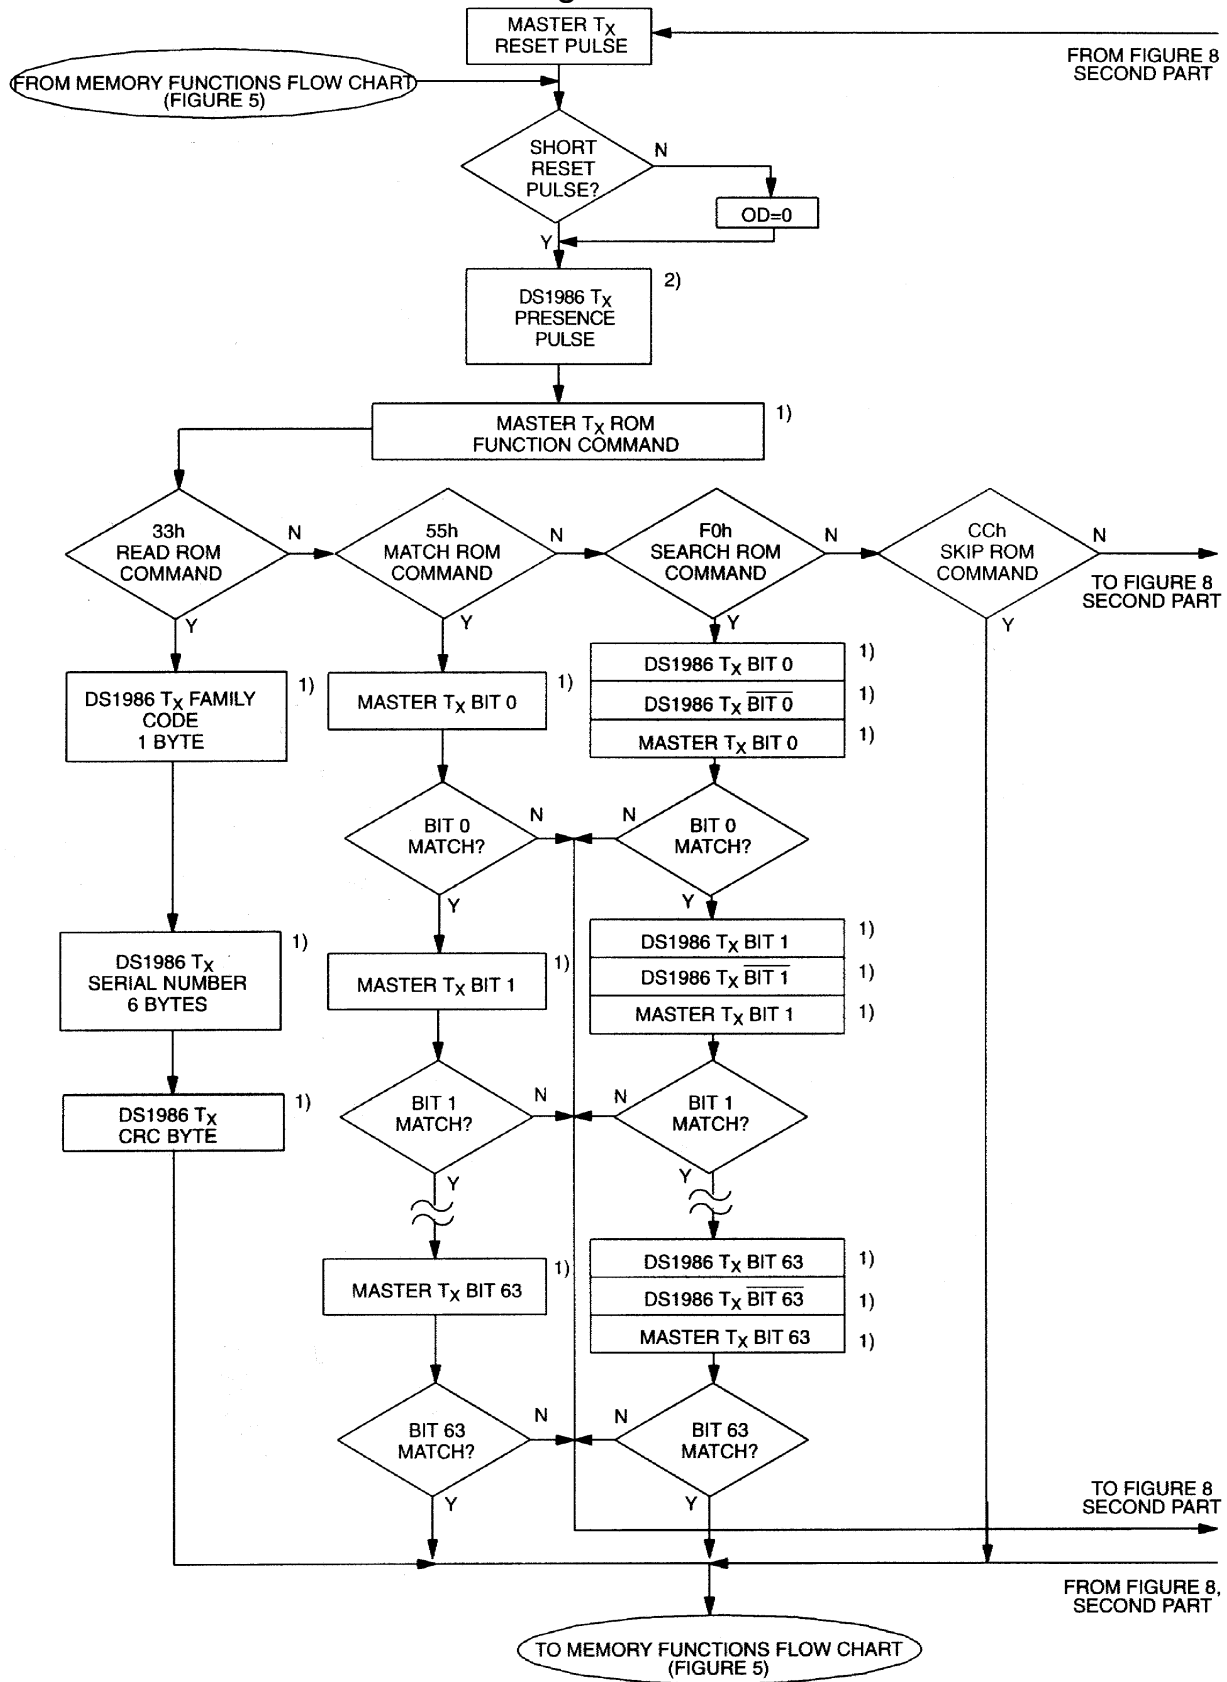 MASTER TX
RESET PULSE
FROM FIGURE 8
SECOND PART
FROM MEMORY FUNCTIONS FLOW CHART
(FIGURE 5)
SHORT
RESET
PULSE?
N
OD=0
Y
2)
DS1986 TX
PRESENCE
PULSE
1)
MASTER TX ROM
FUNCTION COMMAND
33h
READ ROM
COMMAND
N
Y
55h
MATCH ROM
COMMAND
N
Y
F0h
SEARCH ROM
COMMAND
N
Y
CCh
SKIP ROM
COMMAND
N
Y
TO FIGURE 8
SECOND PART
DS1986 TX FAMILY
CODE
1 BYTE
1)
DS1986 TX
SERIAL NUMBER
6 BYTES
1)
DS1986 TX
CRC BYTE
1)
MASTER TX BIT 0
1)
BIT 0
MATCH?
N
Y
MASTER TX BIT 1
1)
BIT 1
MATCH?
N
Y
MASTER TX BIT 63
1)
BIT 63
MATCH?
N
Y
DS1986 TX BIT 0
1)
DS1986 TX BIT 0
1)
MASTER TX BIT 0
1)
N
BIT 0
MATCH?
Y
DS1986 TX BIT 1
1)
DS1986 TX BIT 1
1)
MASTER TX BIT 1
1)
N
BIT 1
MATCH?
Y
DS1986 TX BIT 63
1)
DS1986 TX BIT 63
1)
MASTER TX BIT 63
1)
N
BIT 63
MATCH?
Y
TO FIGURE 8
SECOND PART
FROM FIGURE 8,
SECOND PART
TO MEMORY FUNCTIONS FLOW CHART
(FIGURE 5)